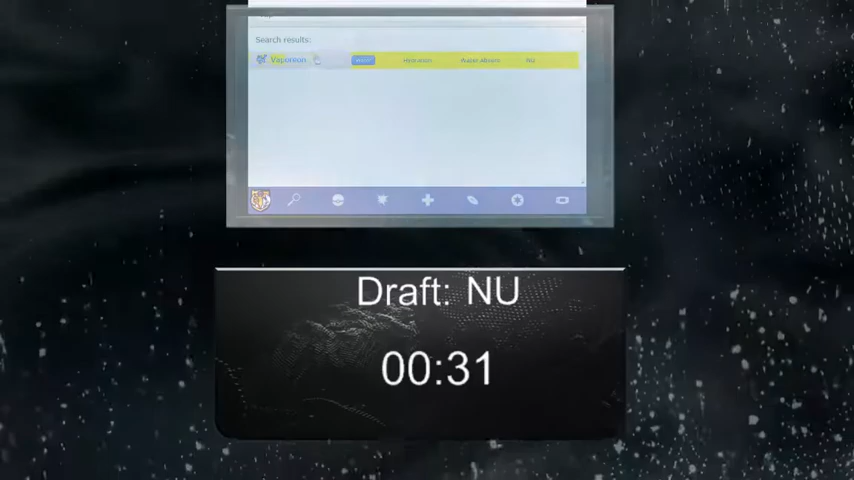 Search results:
Vaporeon Hydration Water Absorb NU
Draft: NU
00:31